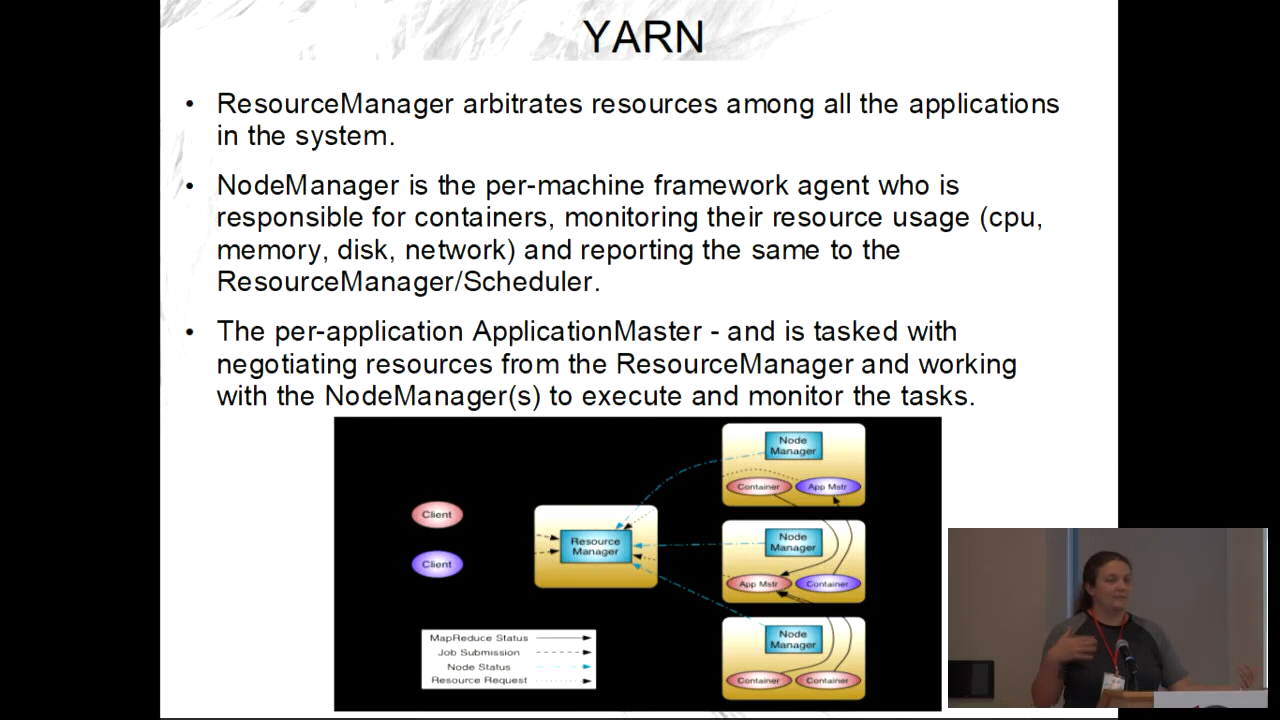 YARN
• ResourceManager arbitrates resources among all the applications
in the system.
• NodeManager is the per-machine framework agent who is
responsible for containers, monitoring their resource usage (cpu,
memory, disk, network) and reporting the same to the
ResourceManager/Scheduler.
• The per-application ApplicationMaster - and is tasked with
negotiating resources from the ResourceManager and working
with the NodeManager(s) to execute and monitor the tasks.
Node
Manager
Container
App Mstr
Client
Client
Resource
Manager
Node
Manager
App Mstr
Container
Node
Manager
Container
Container
MapReduce Status
Job Submission
Node Status
Resource Request